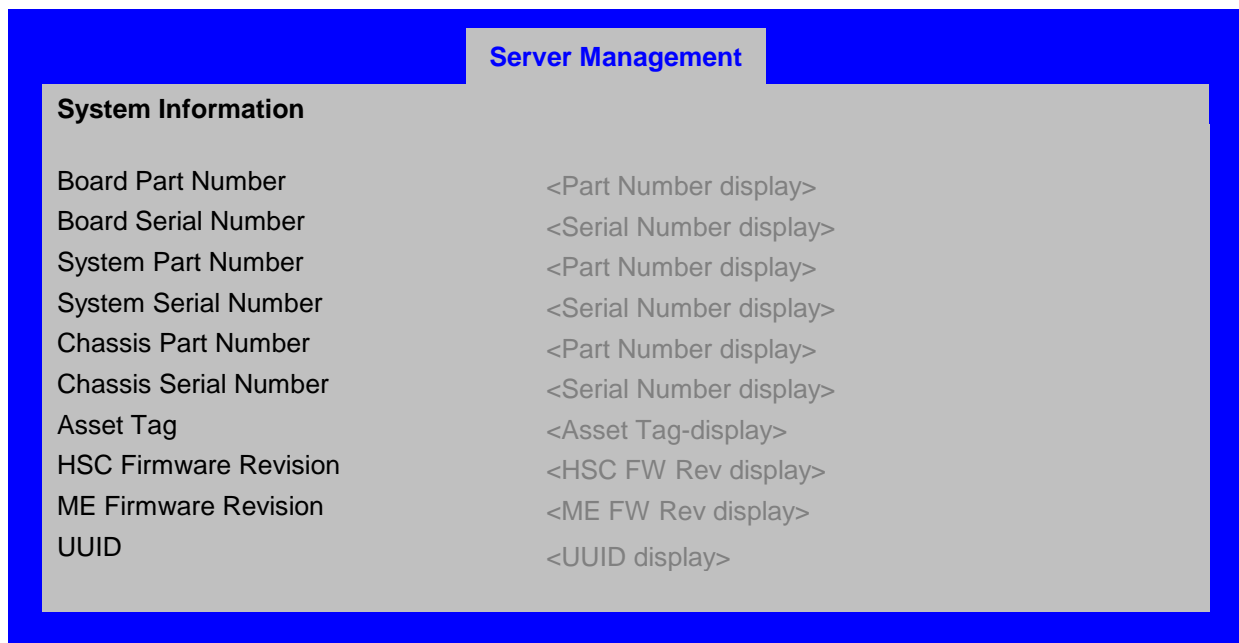 Server Management
System Information
Board Part Number <Part Number display>
Board Serial Number <Serial Number display>
System Part Number <Part Number display>
System Serial Number <Serial Number display>
Chassis Part Number <Part Number display>
Chassis Serial Number <Serial Number display>
Asset Tag <Asset Tag-display>
HSC Firmware Revision <HSC FW Rev display>
ME Firmware Revision <ME FW Rev display>
UUID <UUID display>